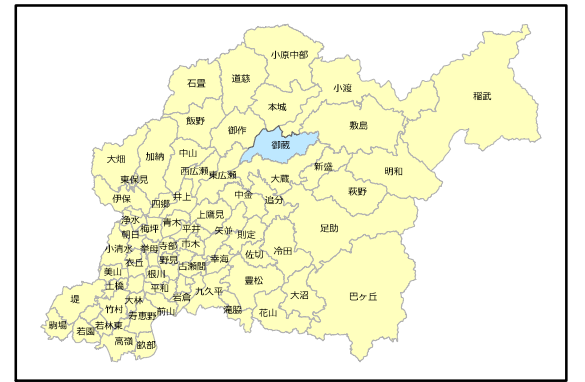 小原中部
石畳
道慈
小渡
稲武
本城
飯野
御作
敷島
御蔵
大畑
加納
中山
新盛
明和
西広瀬
東広瀬
東保見
大蔵
萩野
伊保
四郷
井上
中金
追分
上鷹見
浄水
梅坪
青木
平井
矢並
則定
足助
朝日
小清水
挙母
寺部
市木
佐切
冷田
衣丘
野見
古瀬間
幸海
美山
根川
豊松
土橋
平和
岩倉
九久平
大沼
巴ヶ丘
堤
大林
竹村
寿恵野
前山
滝脇
花山
駒場
若園
若林東
高嶺
畝部